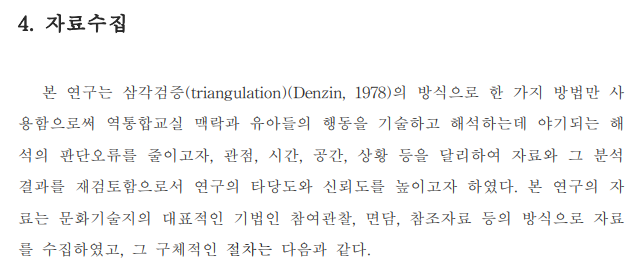 4. 자료수집
본 연구는 삼각검증(triangulation)(Denzin, 1978)의 방식으로 한 가지 방법만 사
용함으로써 역통합교실 맥락과 유아들의 행동을 기술하고 해석하는데 야기되는 해
석의 판단오류를 줄이고자, 관점, 시간, 공간, 상황 등을 달리하여 자료와 그 분석
결과를 재검토함으로서 연구의 타당도와 신뢰도를 높이고자 하였다. 본 연구의 자
료는 문화기술지의 대표적인 기법인 참여관찰, 면담, 참조자료 등의 방식으로 자료
를 수집하였고, 그 구체적인 절차는 다음과 같다.